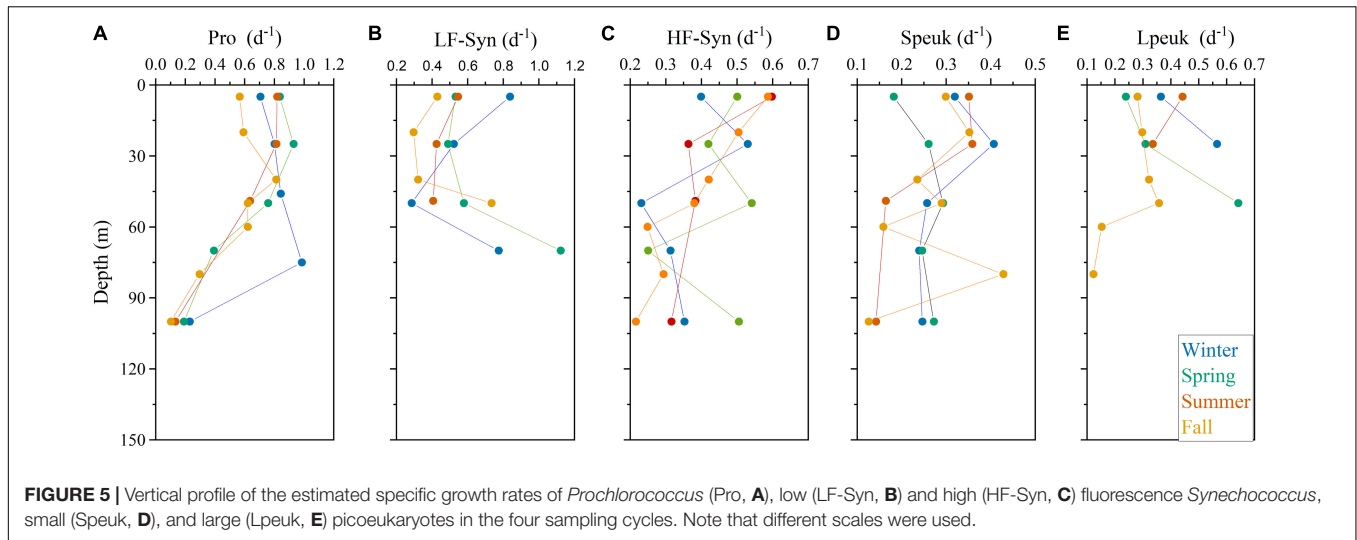 A Pro (d⁻¹)
0.0 0.2 0.4 0.6 0.8 1.0 1.2
B LF-Syn (d⁻¹)
0.2 0.4 0.6 0.8 1.0 1.2
C HF-Syn (d⁻¹)
0.2 0.3 0.4 0.5 0.6 0.7
D Speuk (d⁻¹)
0.1 0.2 0.3 0.4 0.5
E Lpeuk (d⁻¹)
0.1 0.2 0.3 0.4 0.5 0.6 0.7
Depth (m)
0
30
60
90
120
150
Winter
Spring
Summer
Fall
FIGURE 5 | Vertical profile of the estimated specific growth rates of Prochlorococcus (Pro, A), low (LF-Syn, B) and high (HF-Syn, C) fluorescence Synechococcus,
small (Speuk, D), and large (Lpeuk, E) picoeukaryotes in the four sampling cycles. Note that different scales were used.